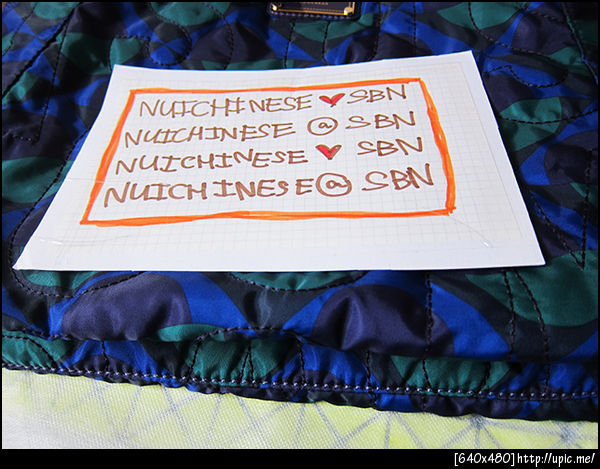 NUICHINESE ♥ SBN
NUICHINESE @ SBN
NUICHINESE ♥ SBN
NUICHINESE @ SBN
[640x480]http://upic.me/